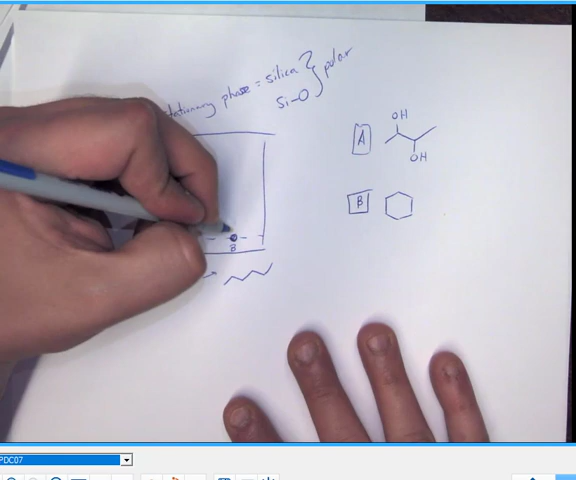 stationary phase = silica } polar
Si-O
A
OH
OH
B
B
PDC07